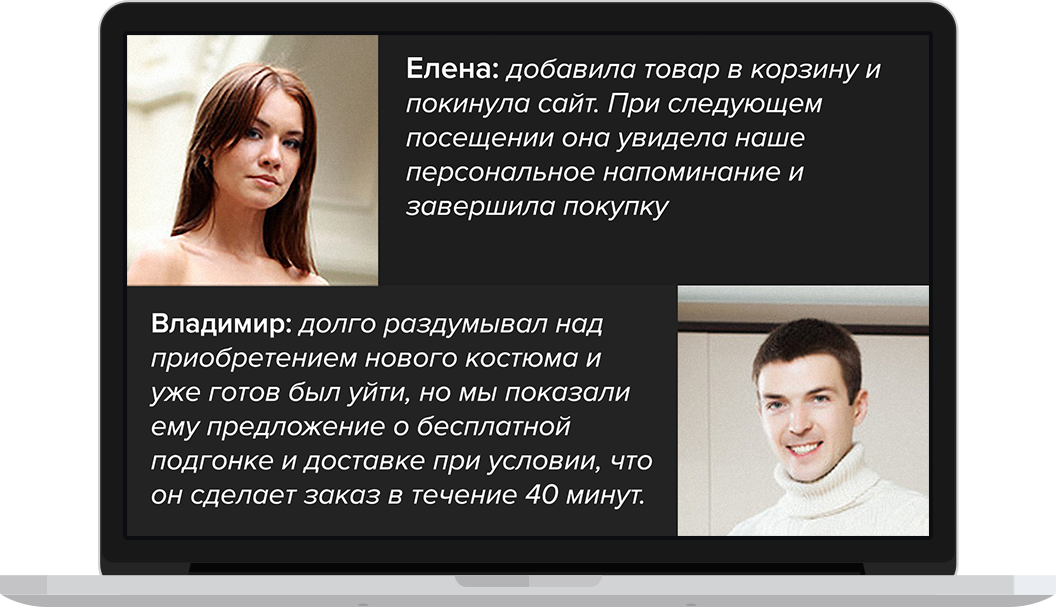 Елена: добавила товар в корзину и
покинула сайт. При следующем
посещении она увидела наше
персональное напоминание и
завершила покупку
Владимир: долго раздумывал над
приобретением нового костюма и
уже готов был уйти, но мы показали
ему предложение о бесплатной
подгонке и доставке при условии, что
он сделает заказ в течение 40 минут.